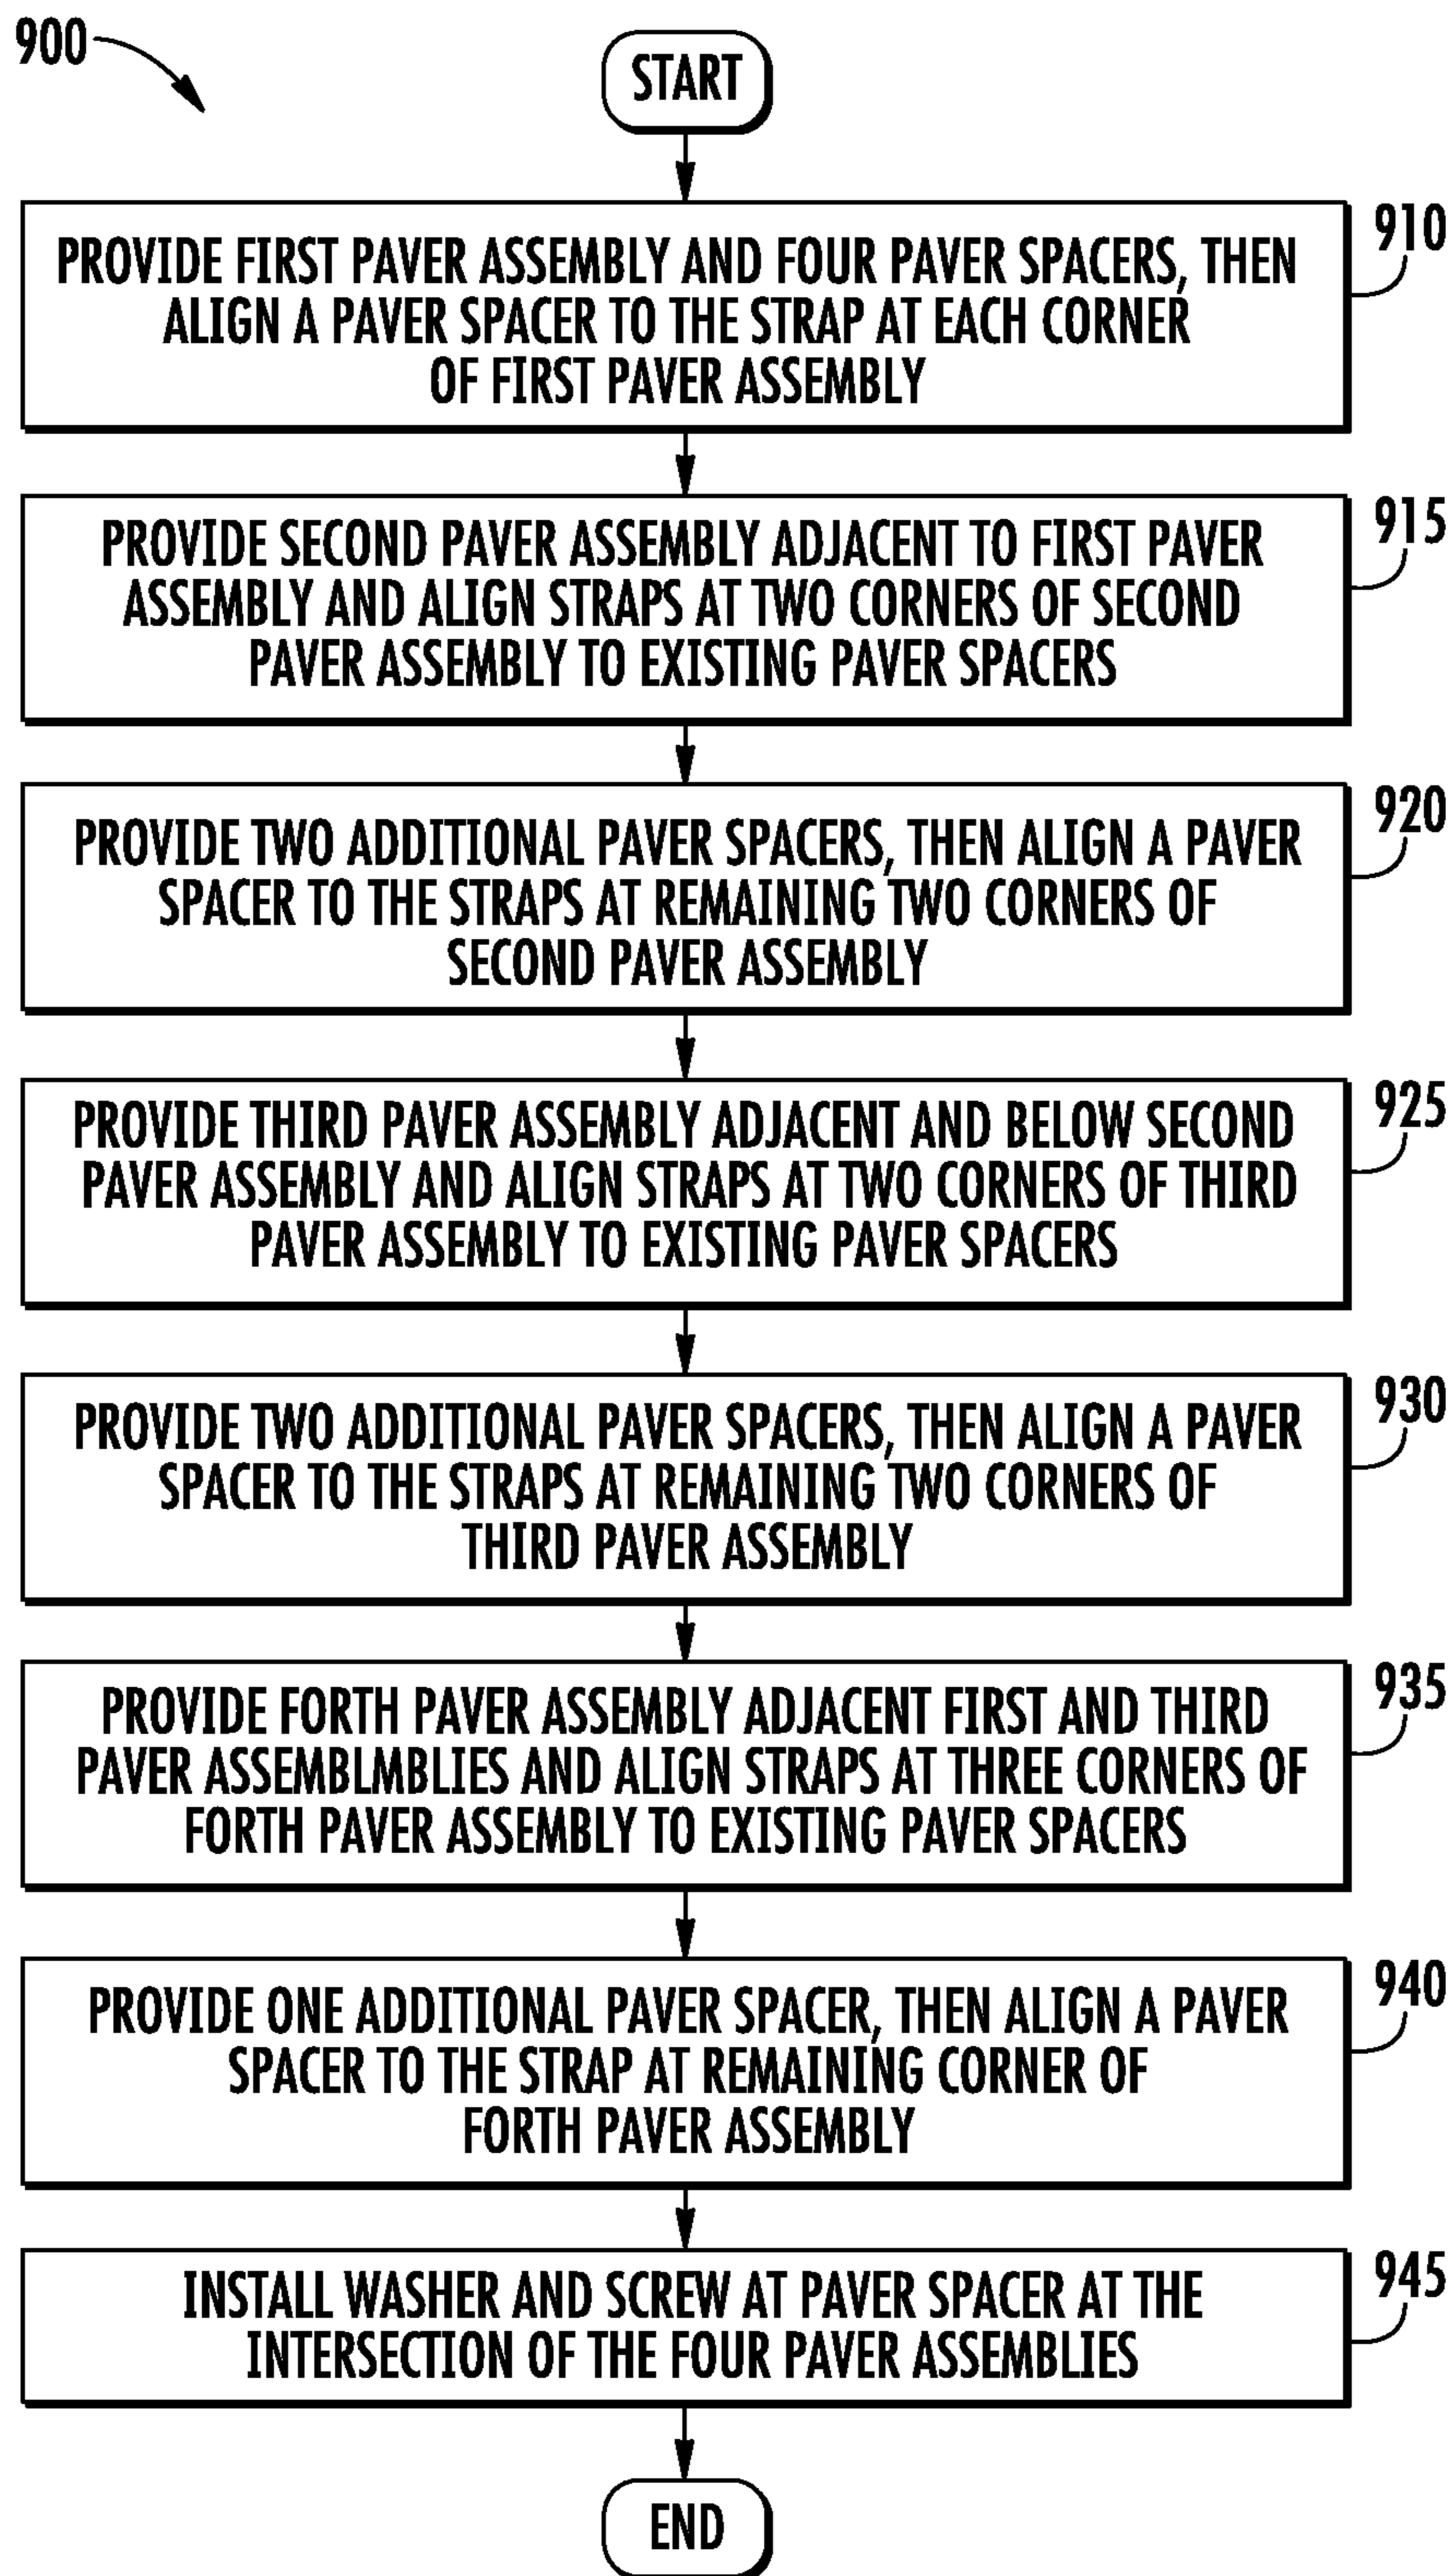 900
START
910
PROVIDE FIRST PAVER ASSEMBLY AND FOUR PAVER SPACERS, THEN
ALIGN A PAVER SPACER TO THE STRAP AT EACH CORNER
OF FIRST PAVER ASSEMBLY
915
PROVIDE SECOND PAVER ASSEMBLY ADJACENT TO FIRST PAVER
ASSEMBLY AND ALIGN STRAPS AT TWO CORNERS OF SECOND
PAVER ASSEMBLY TO EXISTING PAVER SPACERS
920
PROVIDE TWO ADDITIONAL PAVER SPACERS, THEN ALIGN A PAVER
SPACER TO THE STRAPS AT REMAINING TWO CORNERS OF
SECOND PAVER ASSEMBLY
925
PROVIDE THIRD PAVER ASSEMBLY ADJACENT AND BELOW SECOND
PAVER ASSEMBLY AND ALIGN STRAPS AT TWO CORNERS OF THIRD
PAVER ASSEMBLY TO EXISTING PAVER SPACERS
930
PROVIDE TWO ADDITIONAL PAVER SPACERS, THEN ALIGN A PAVER
SPACER TO THE STRAPS AT REMAINING TWO CORNERS OF
THIRD PAVER ASSEMBLY
935
PROVIDE FORTH PAVER ASSEMBLY ADJACENT FIRST AND THIRD
PAVER ASSEMBLMBLIES AND ALIGN STRAPS AT THREE CORNERS OF
FORTH PAVER ASSEMBLY TO EXISTING PAVER SPACERS
940
PROVIDE ONE ADDITIONAL PAVER SPACER, THEN ALIGN A PAVER
SPACER TO THE STRAP AT REMAINING CORNER OF
FORTH PAVER ASSEMBLY
945
INSTALL WASHER AND SCREW AT PAVER SPACER AT THE
INTERSECTION OF THE FOUR PAVER ASSEMBLIES
END